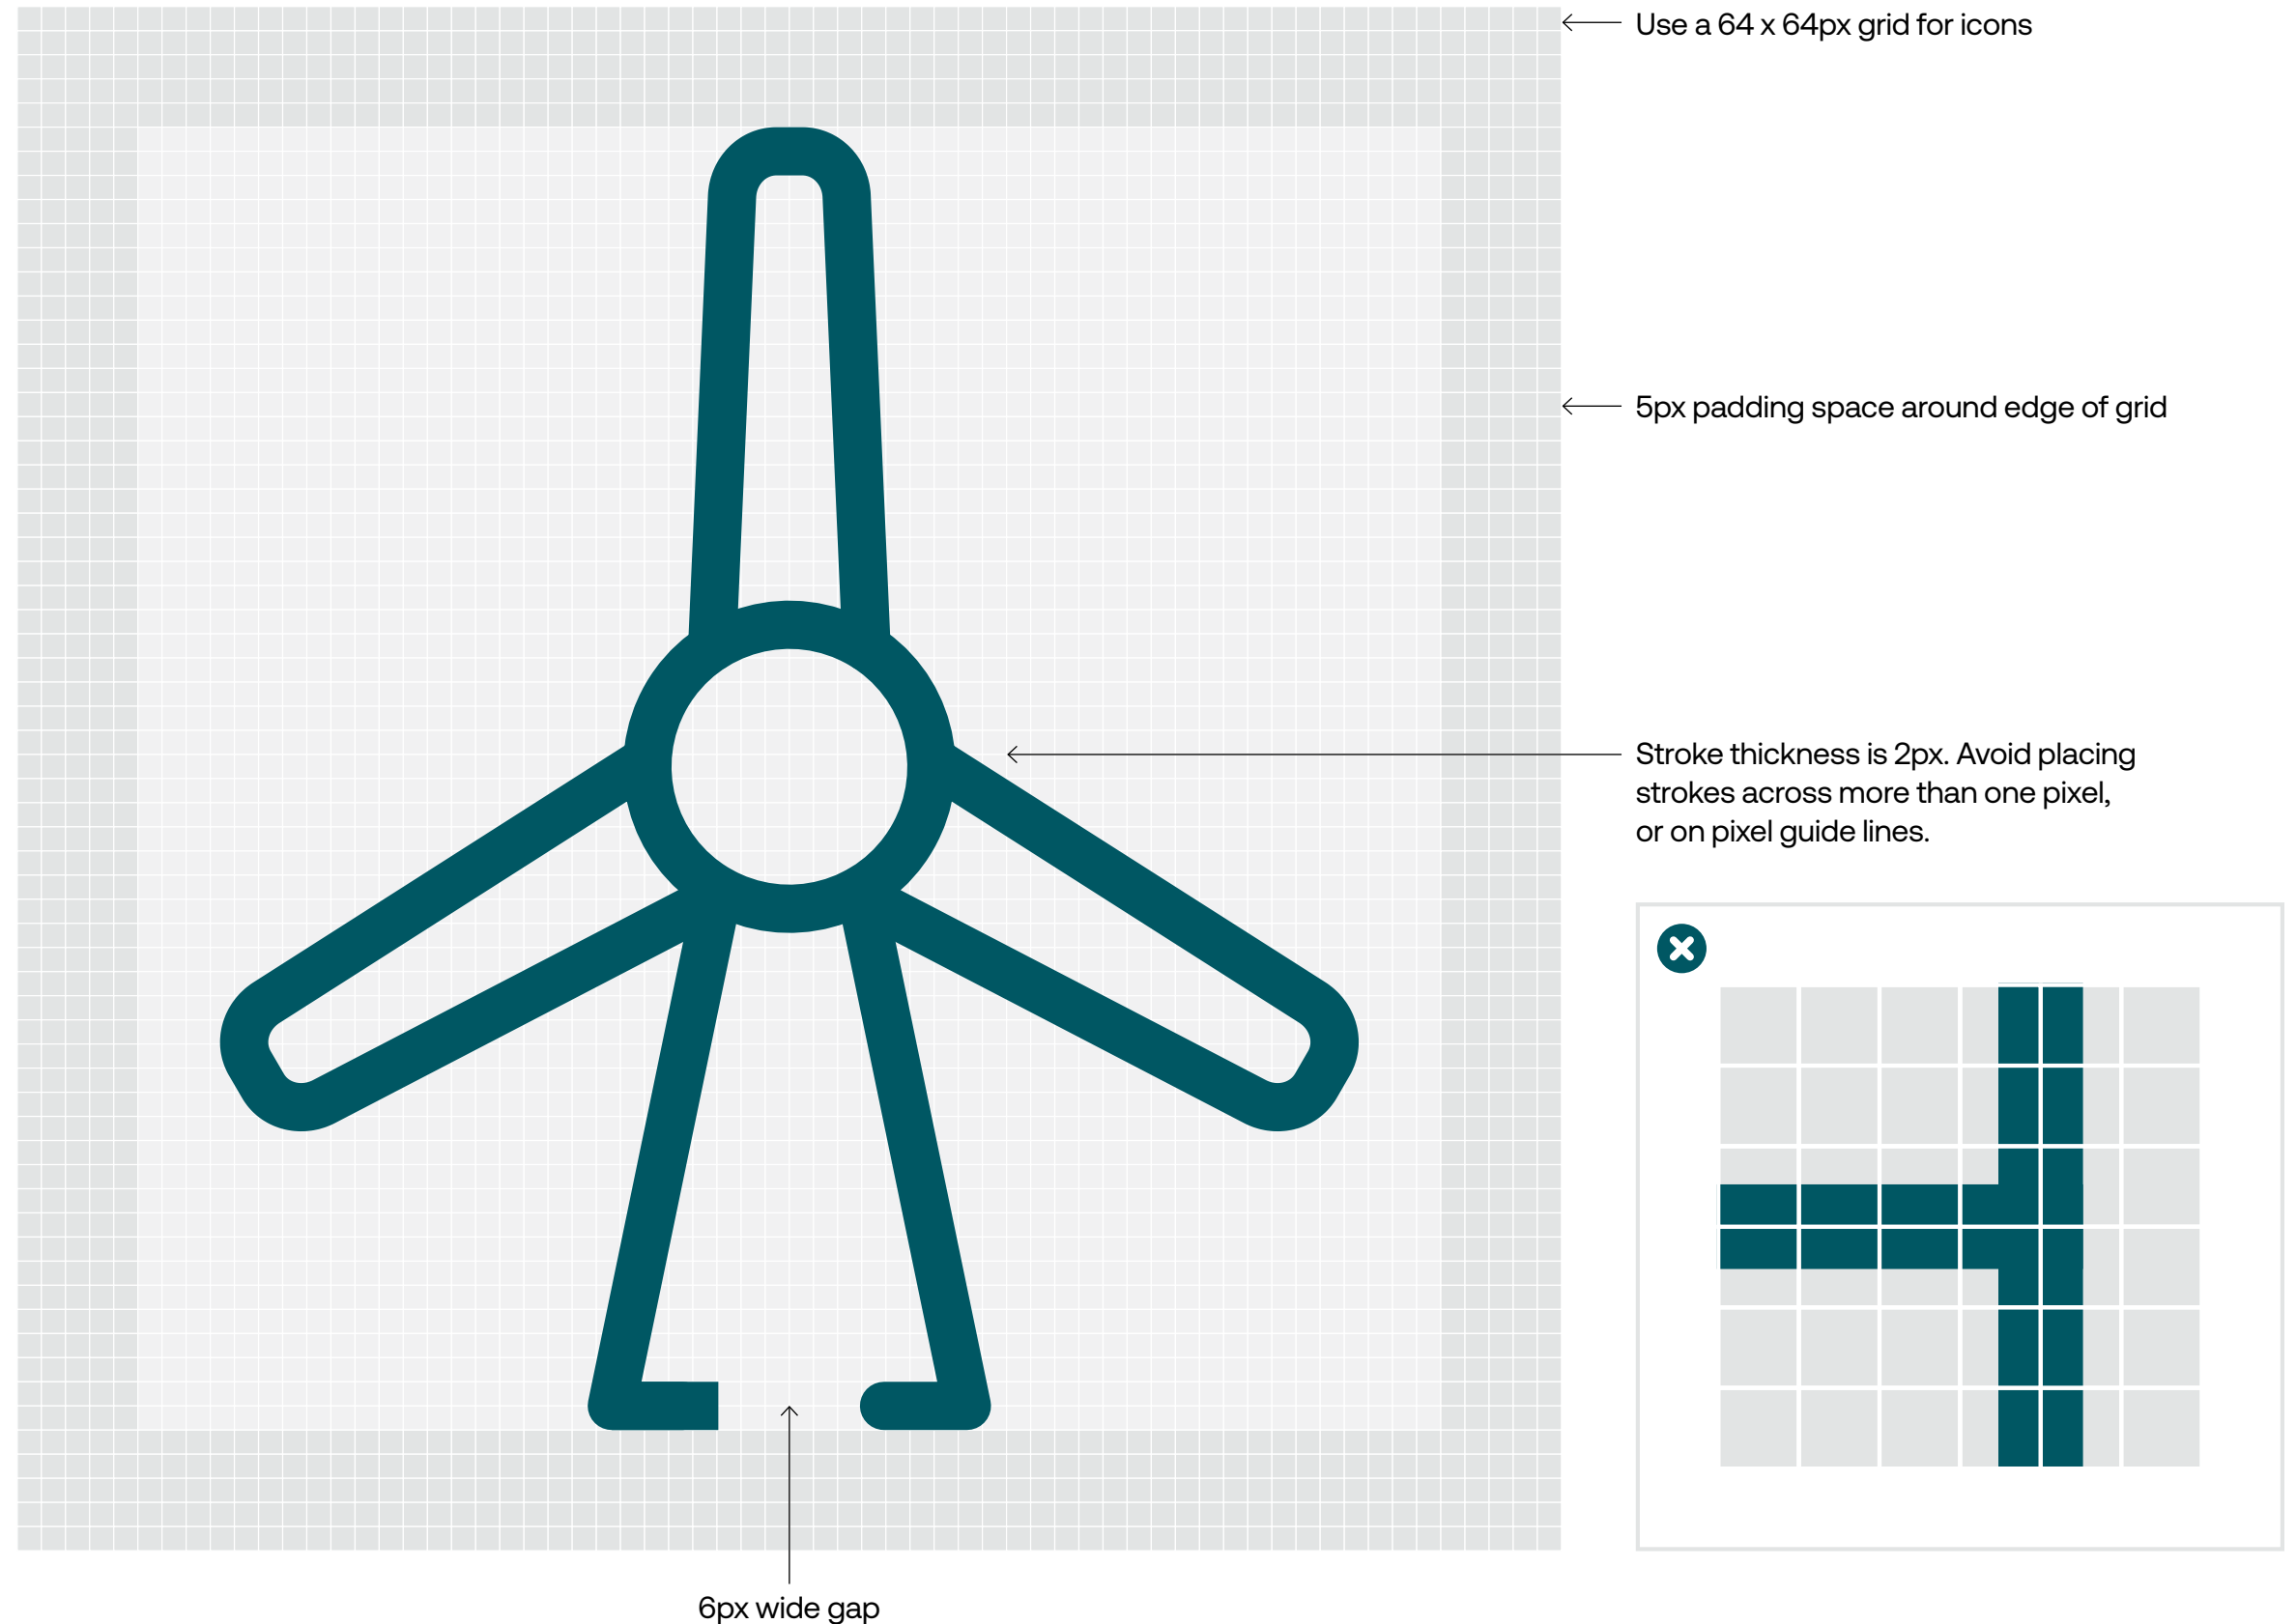 Use a 64 x 64px grid for icons
5px padding space around edge of grid
Stroke thickness is 2px. Avoid placing
strokes across more than one pixel,
or on pixel guide lines.
6px wide gap